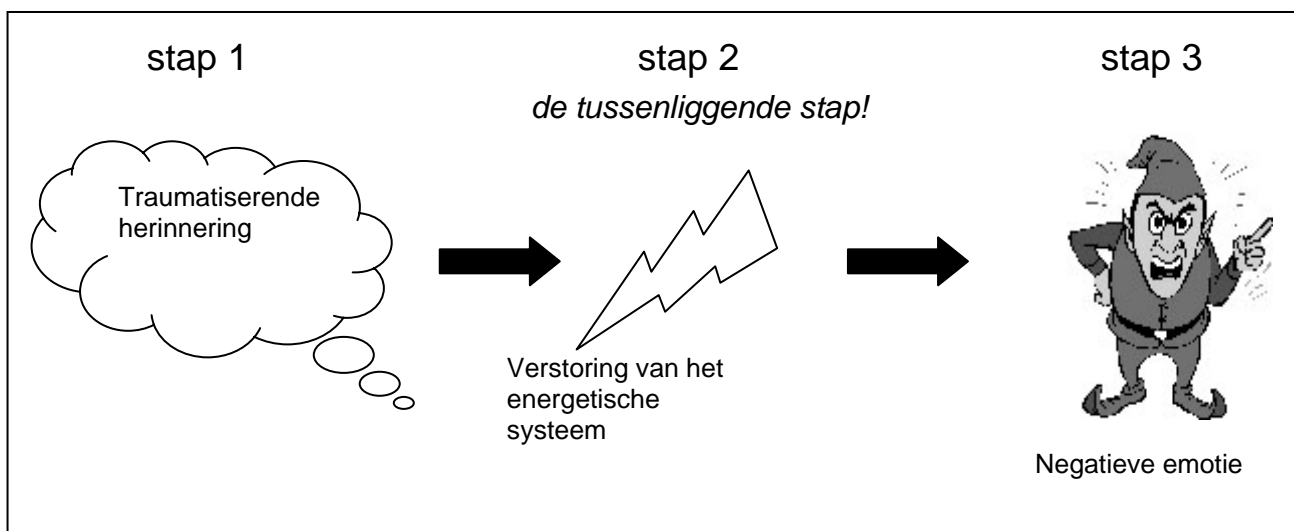 stap 1
stap 2
stap 3
de tussenliggende stap!
Traumatiserende
herinnering
Verstoring van het
energetische
systeem
Negatieve emotie